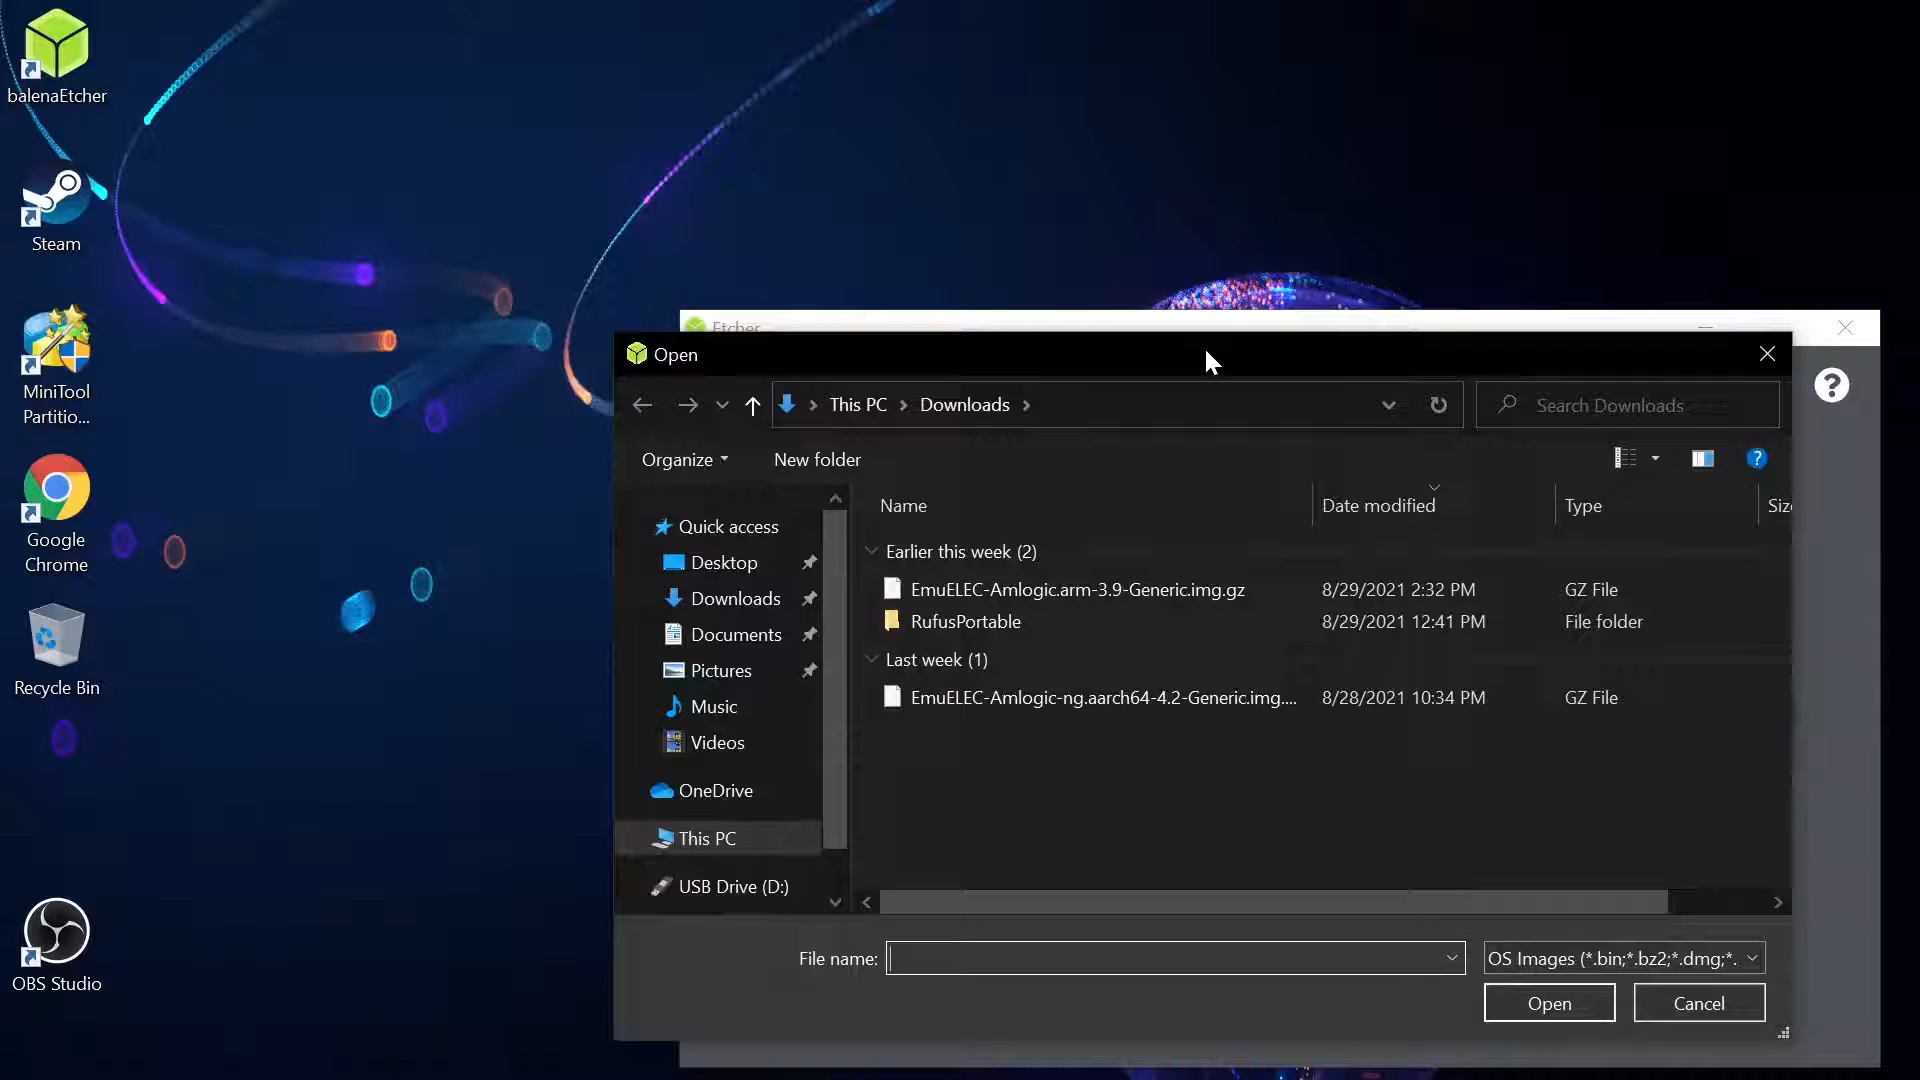 balenaEtcher
Steam
MiniTool
Partitio...
Google
Chrome
Recycle Bin
OBS Studio
Etcher
Open
This PC
Downloads
Search Downloads
Organize
New folder
Name
Date modified
Type
Siz
Quick access
Desktop
Downloads
Documents
Pictures
Music
Videos
OneDrive
This PC
USB Drive (D:)
Earlier this week (2)
EmuELEC-Amlogic.arm-3.9-Generic.img.gz 8/29/2021 2:32 PM GZ File
RufusPortable 8/29/2021 12:41 PM File folder
Last week (1)
EmuELEC-Amlogic-ng.aarch64-4.2-Generic.img.... 8/28/2021 10:34 PM GZ File
File name:
OS Images (*.bin;*.bz2;*.dmg;*.
Open
Cancel